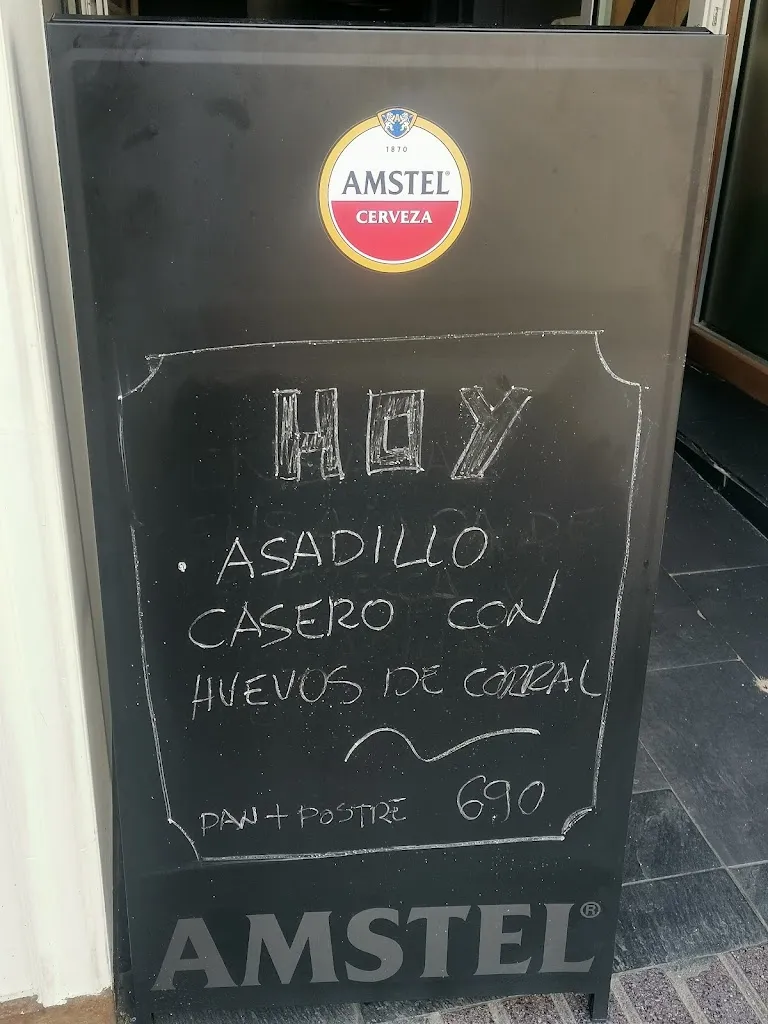 1870
AMSTEL®
CERVEZA
HOY
· ASADILLO
CASERO CON
HUEVOS DE CORRAL
PAN + POSTRE 690
AMSTEL®